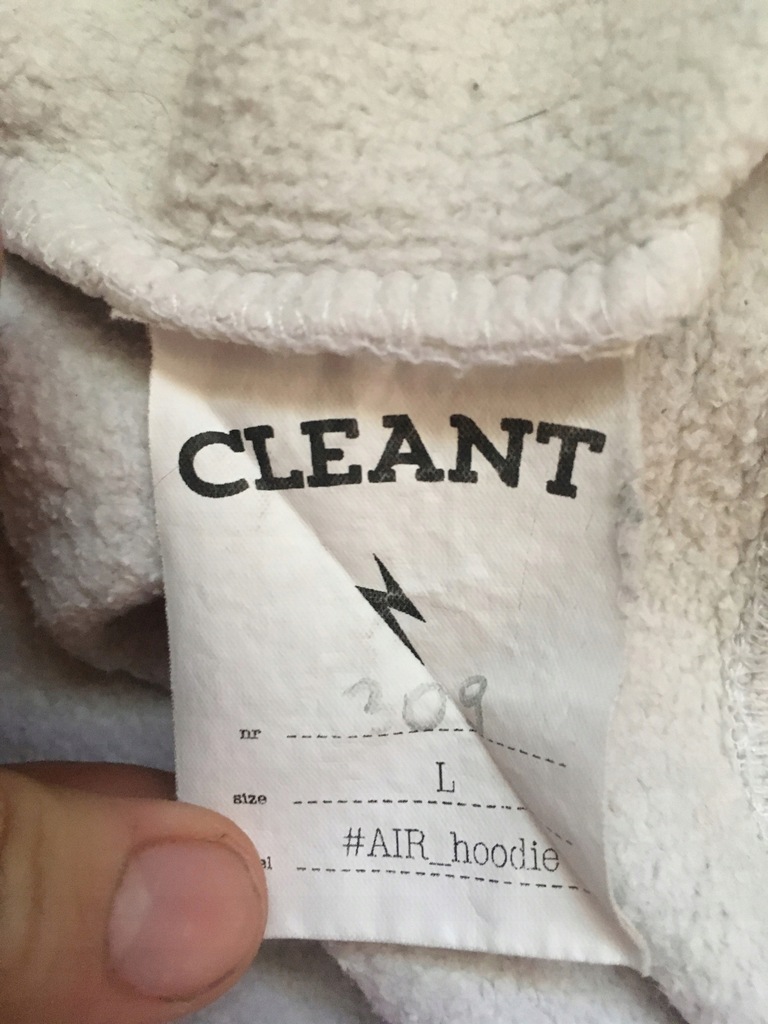 CLEANT
nr 309
size L
#AIR_hoodie